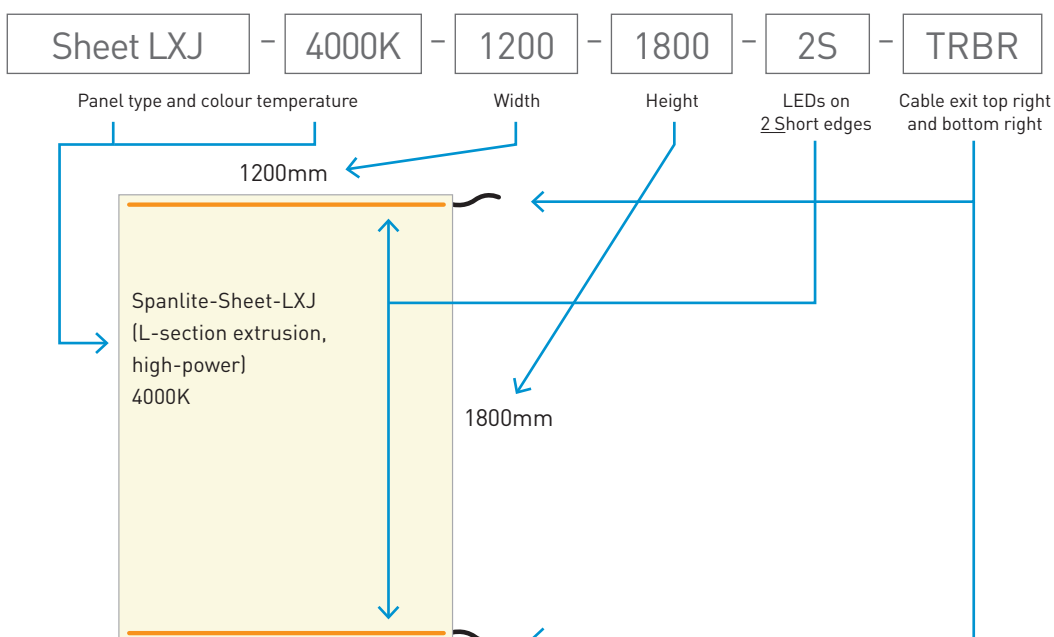 Sheet LXJ – 4000K – 1200 – 1800 – 2S – TRBR
Panel type and colour temperature
Width
Height
LEDs on
2 Short edges
Cable exit top right
and bottom right
1200mm
Spanlite-Sheet-LXJ
(L-section extrusion,
high-power)
4000K
1800mm